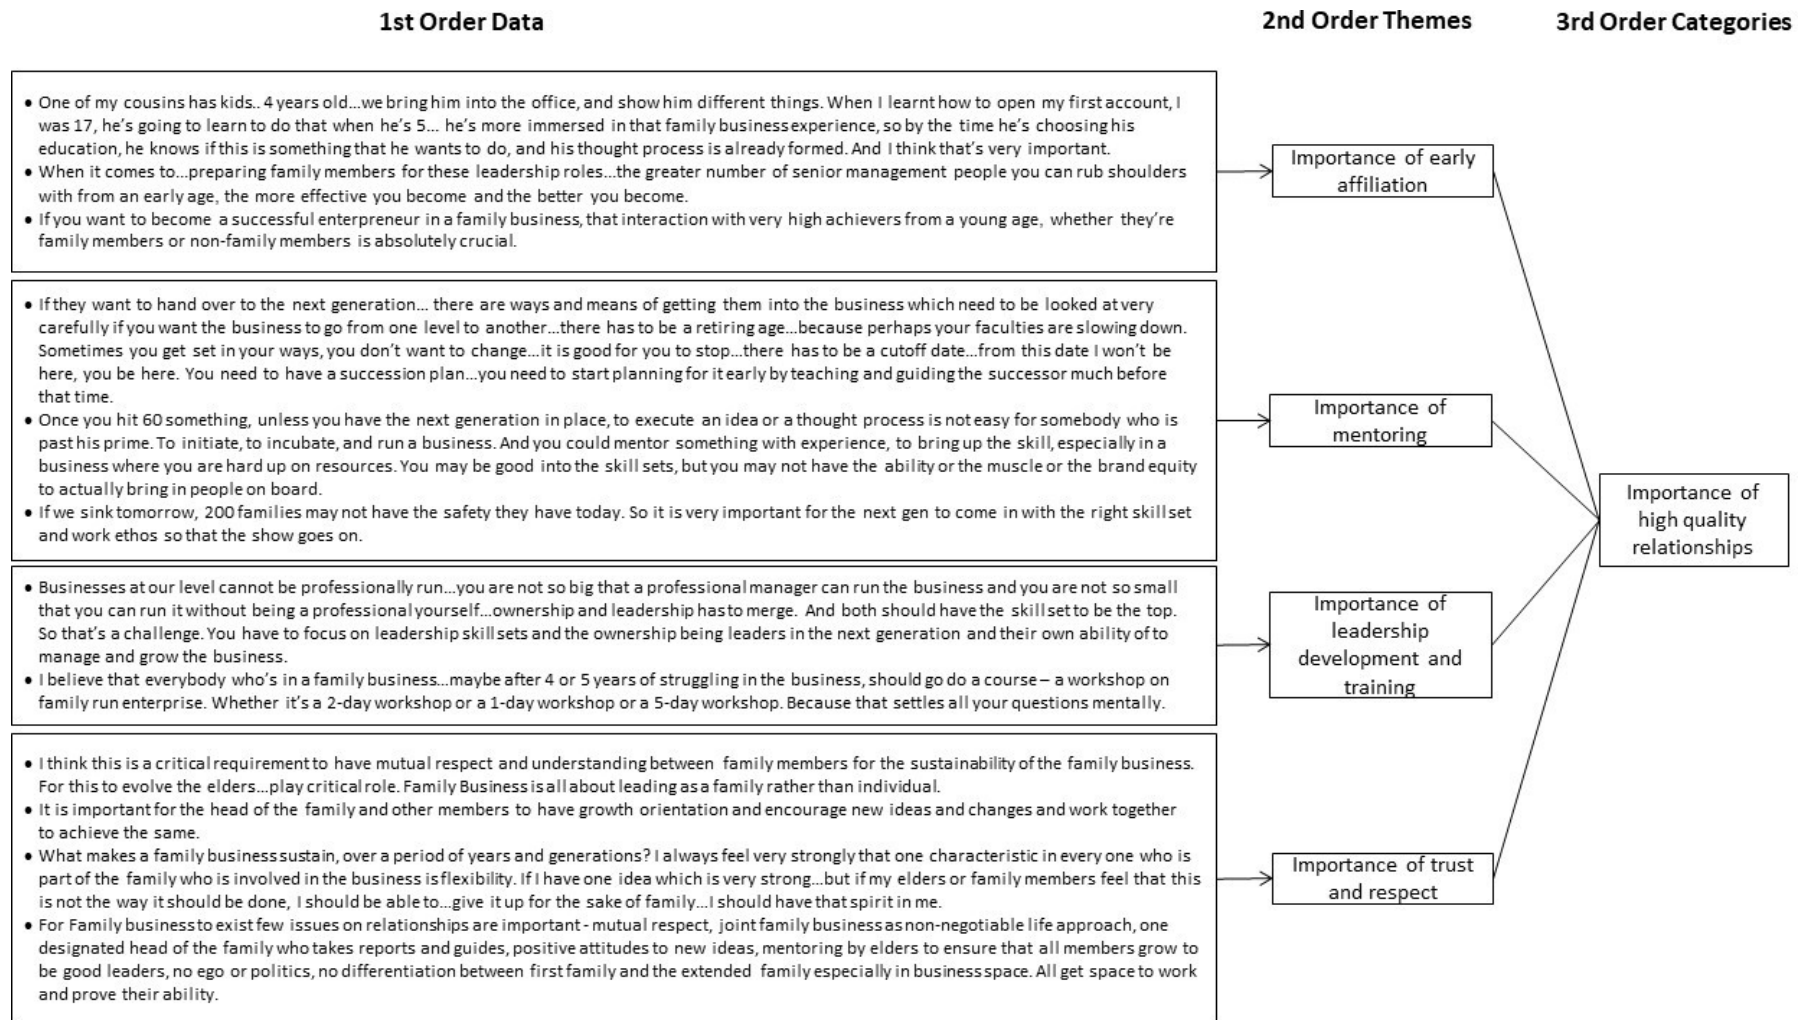 1st Order Data
2nd Order Themes
3rd Order Categories
• One of my cousins has kids.. 4 years old...we bring him into the office, and show him different things. When I learnt how to open my first account, I
was 17, he's going to learn to do that when he's 5... he's more immersed in that family business experience, so by the time he's choosing his
education, he knows if this is something that he wants to do, and his thought process is already formed. And I think that's very important.
• When it comes to...preparing family members for these leadership roles...the greater number of senior management people you can rub shoulders
with from an early age, the more effective you become and the better you become.
• If you want to become a successful enterpreneur in a family business, that interaction with very high achievers from a young age, whether they're
family members or non-family members is absolutely crucial.
Importance of early
affiliation
• If they want to hand over to the next generation... there are ways and means of getting them into the business which need to be looked at very
carefully if you want the business to go from one level to another...there has to be a retiring age...because perhaps your faculties are slowing down.
Sometimes you get set in your ways, you don't want to change...it is good for you to stop...there has to be a cutoff date...from this date I won't be
here, you be here. You need to have a succession plan...you need to start planning for it early by teaching and guiding the successor much before
that time.
• Once you hit 60 something, unless you have the next generation in place, to execute an idea or a thought process is not easy for somebody who is
past his prime. To initiate, to incubate, and run a business. And you could mentor something with experience, to bring up the skill, especially in a
business where you are hard up on resources. You may be good into the skill sets, but you may not have the ability or the muscle or the brand equity
to actually bring in people on board.
• If we sink tomorrow, 200 families may not have the safety they have today. So it is very important for the next gen to come in with the right skill set
and work ethos so that the show goes on.
Importance of
mentoring
Importance of
high quality
relationships
• Businesses at our level cannot be professionally run...you are not so big that a professional manager can run the business and you are not so small
that you can run it without being a professional yourself...ownership and leadership has to merge. And both should have the skill set to be the top.
So that's a challenge. You have to focus on leadership skill sets and the ownership being leaders in the next generation and their own ability of to
manage and grow the business.
• I believe that everybody who's in a family business...maybe after 4 or 5 years of struggling in the business, should go do a course – a workshop on
family run enterprise. Whether it's a 2-day workshop or a 1-day workshop or a 5-day workshop. Because that settles all your questions mentally.
Importance of
leadership
development and
training
• I think this is a critical requirement to have mutual respect and understanding between family members for the sustainability of the family business.
For this to evolve the elders...play critical role. Family Business is all about leading as a family rather than individual.
• It is important for the head of the family and other members to have growth orientation and encourage new ideas and changes and work together
to achieve the same.
• What makes a family business sustain, over a period of years and generations? I always feel very strongly that one characteristic in every one who is
part of the family who is involved in the business is flexibility. If I have one idea which is very strong...but if my elders or family members feel that this
is not the way it should be done, I should be able to...give it up for the sake of family...I should have that spirit in me.
• For Family business to exist few issues on relationships are important - mutual respect, joint family business as non-negotiable life approach, one
designated head of the family who takes reports and guides, positive attitudes to new ideas, mentoring by elders to ensure that all members grow to
be good leaders, no ego or politics, no differentiation between first family and the extended family especially in business space. All get space to work
and prove their ability.
Importance of trust
and respect